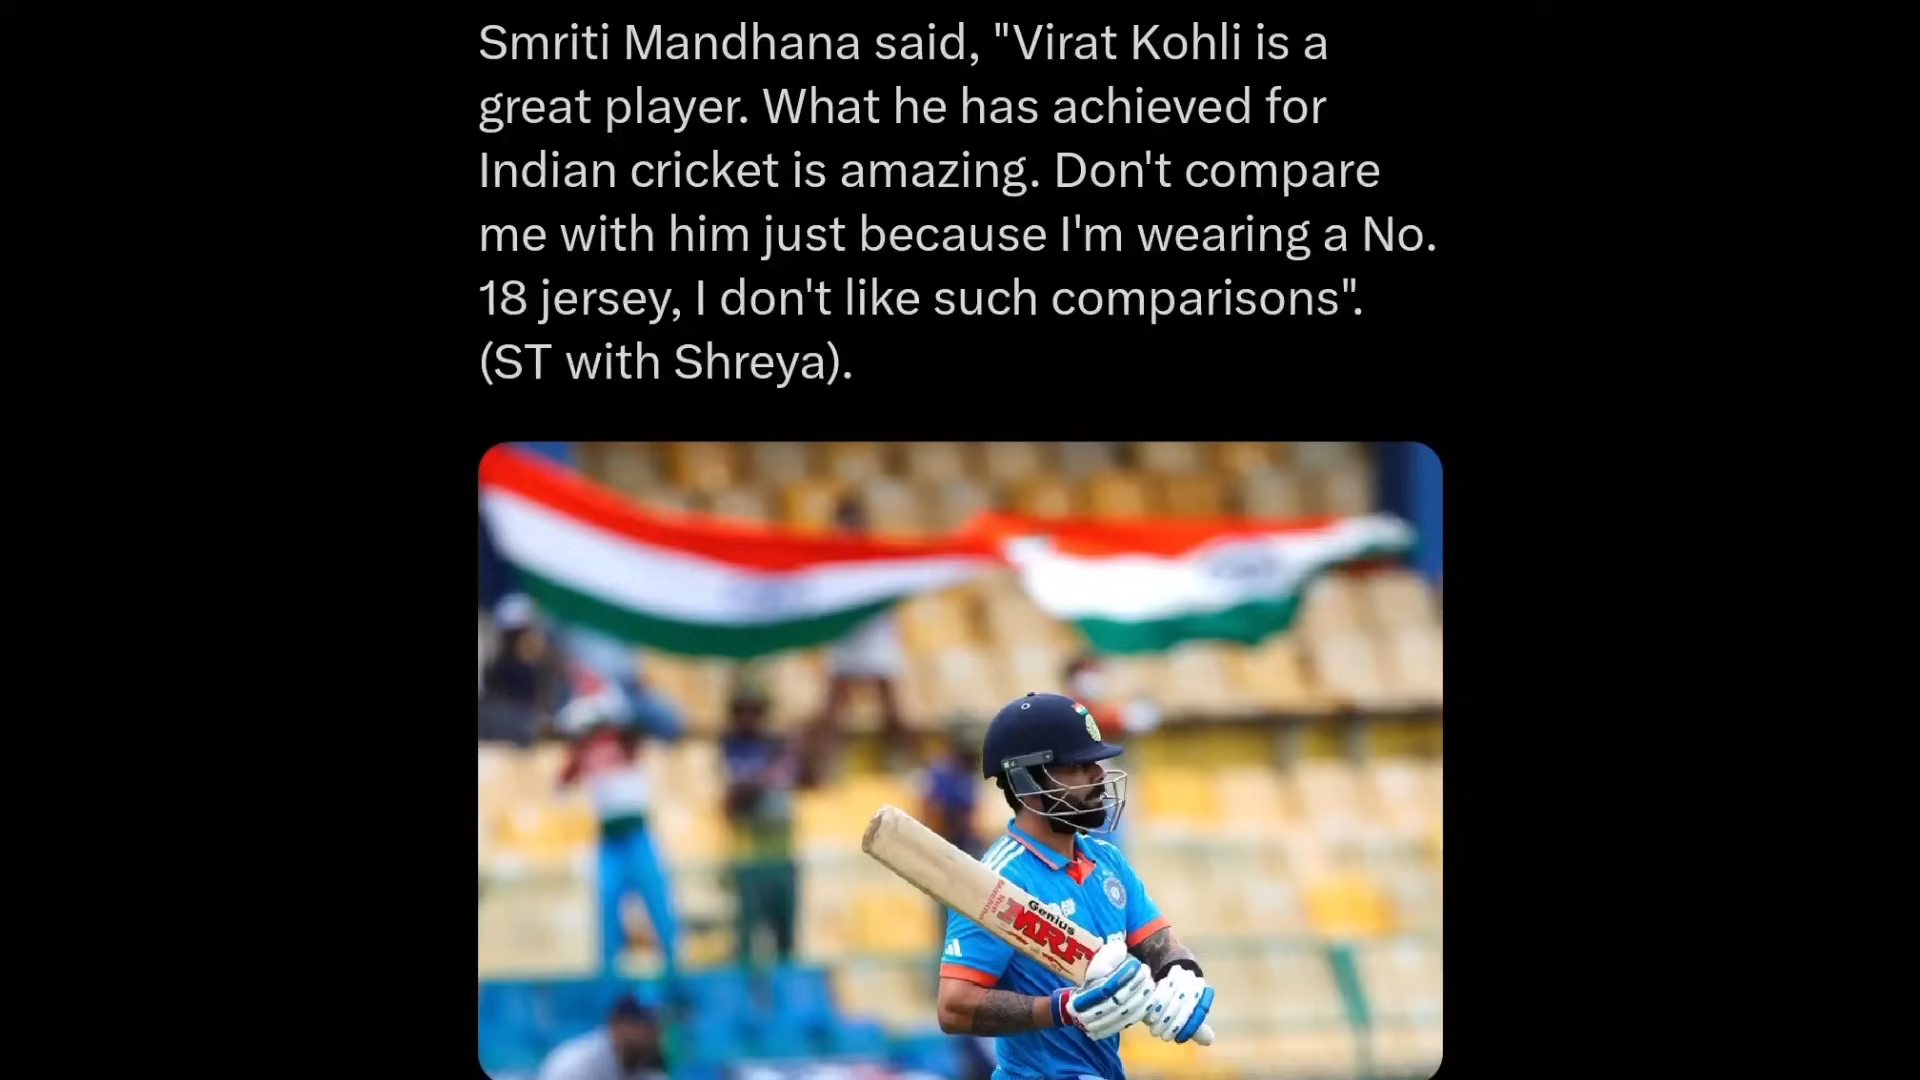 Smriti Mandhana said, "Virat Kohli is a
great player. What he has achieved for
Indian cricket is amazing. Don't compare
me with him just because I'm wearing a No.
18 jersey, I don't like such comparisons".
(ST with Shreya).
Genius
MRF